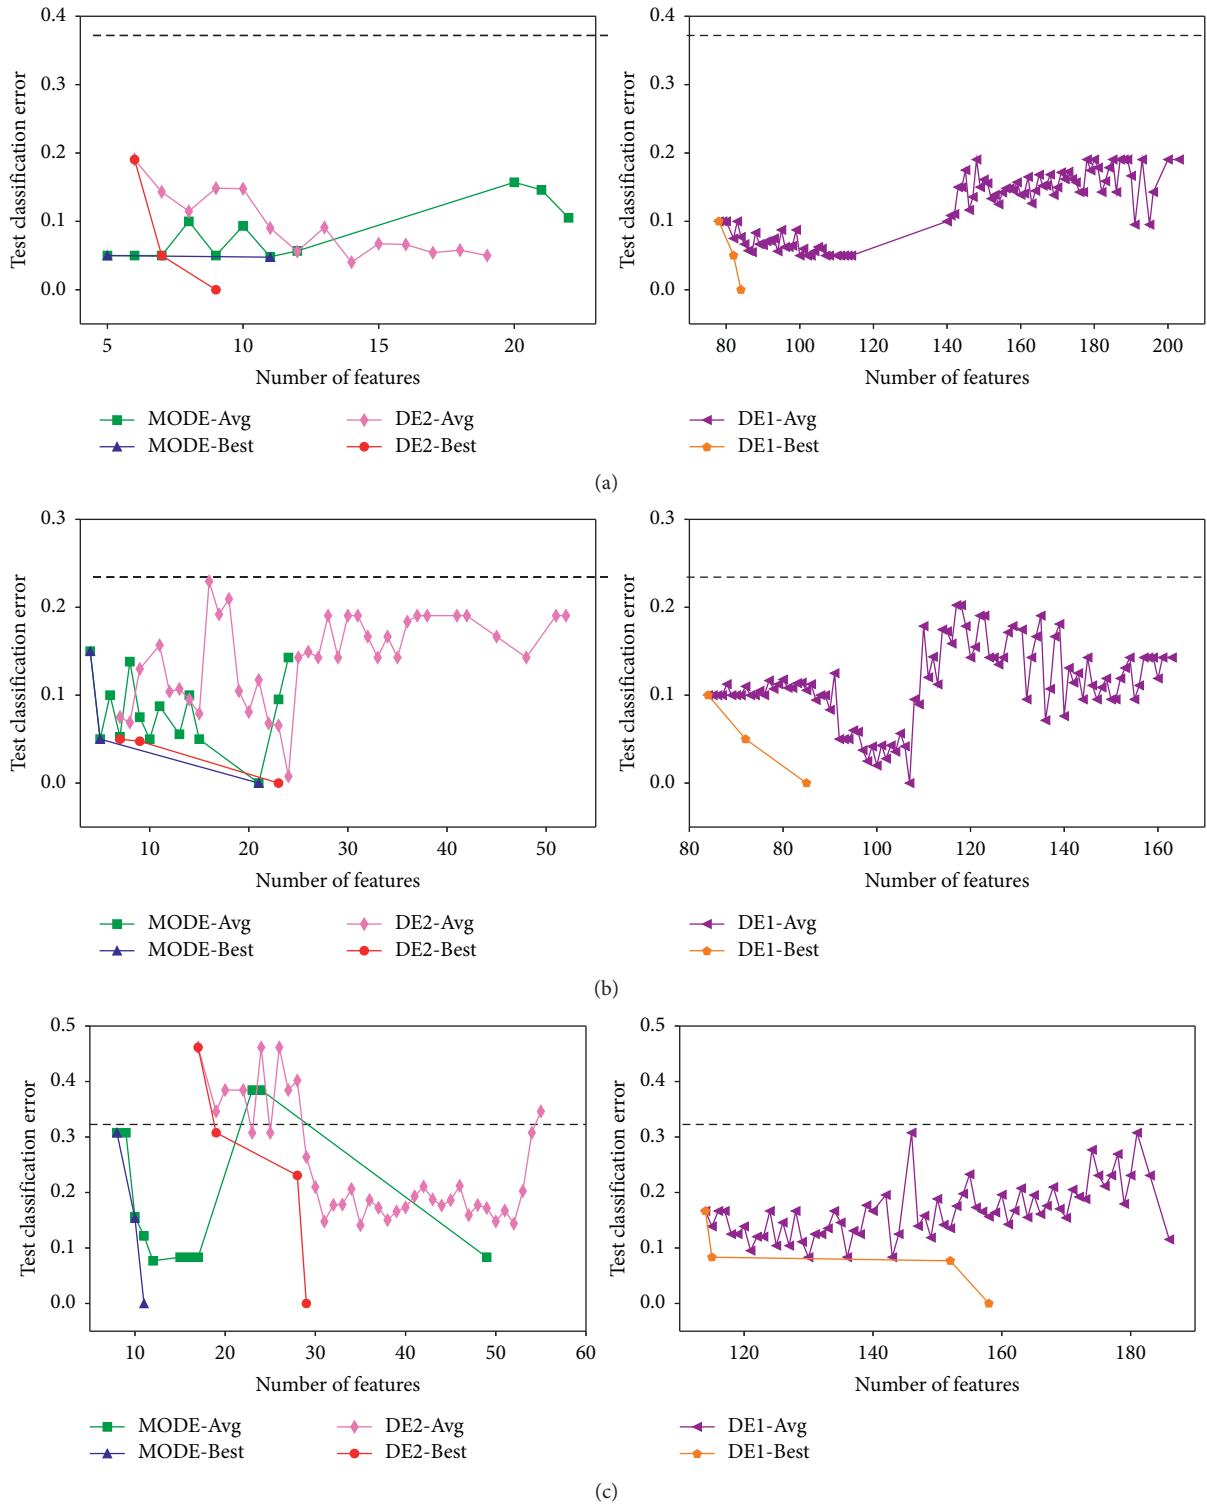 0.4
0.3
0.2
0.1
0.0
Test classification error
5 10 15 20
Number of features
MODE-Avg
MODE-Best
DE2-Avg
DE2-Best
0.4
0.3
0.2
0.1
0.0
Test classification error
80 100 120 140 160 180 200
Number of features
DE1-Avg
DE1-Best
(a)
0.3
0.2
0.1
0.0
Test classification error
10 20 30 40 50
Number of features
MODE-Avg
MODE-Best
DE2-Avg
DE2-Best
0.3
0.2
0.1
0.0
Test classification error
80 80 100 120 140 160
Number of features
DE1-Avg
DE1-Best
(b)
0.5
0.4
0.3
0.2
0.1
0.0
Test classification error
10 20 30 40 50 60
Number of features
MODE-Avg
MODE-Best
DE2-Avg
DE2-Best
0.5
0.4
0.3
0.2
0.1
0.0
Test classification error
120 140 160 180
Number of features
DE1-Avg
DE1-Best
(c)